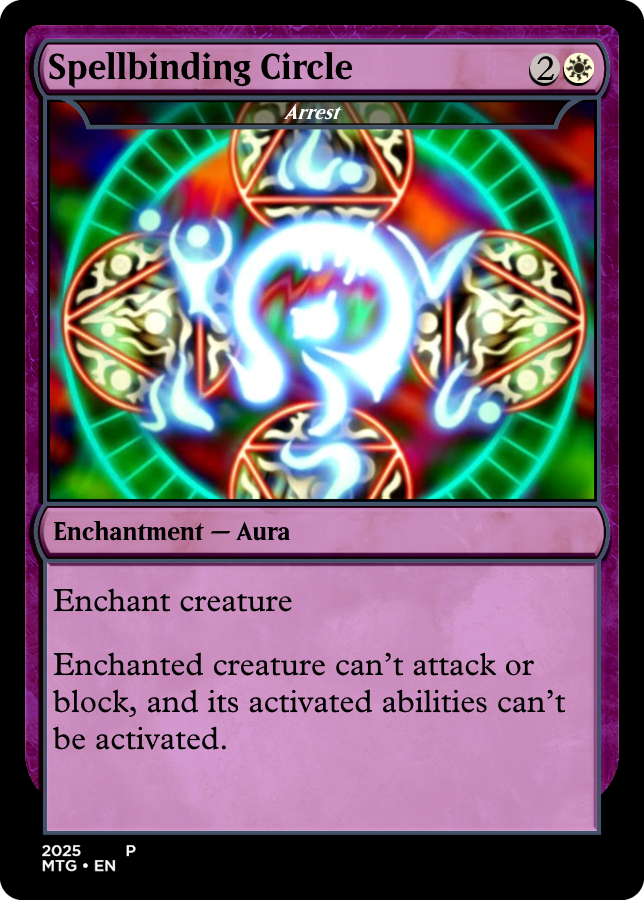 Spellbinding Circle 2
Arrest
Enchantment — Aura
Enchant creature
Enchanted creature can't attack or
block, and its activated abilities can't
be activated.
2025 P
MTG • EN